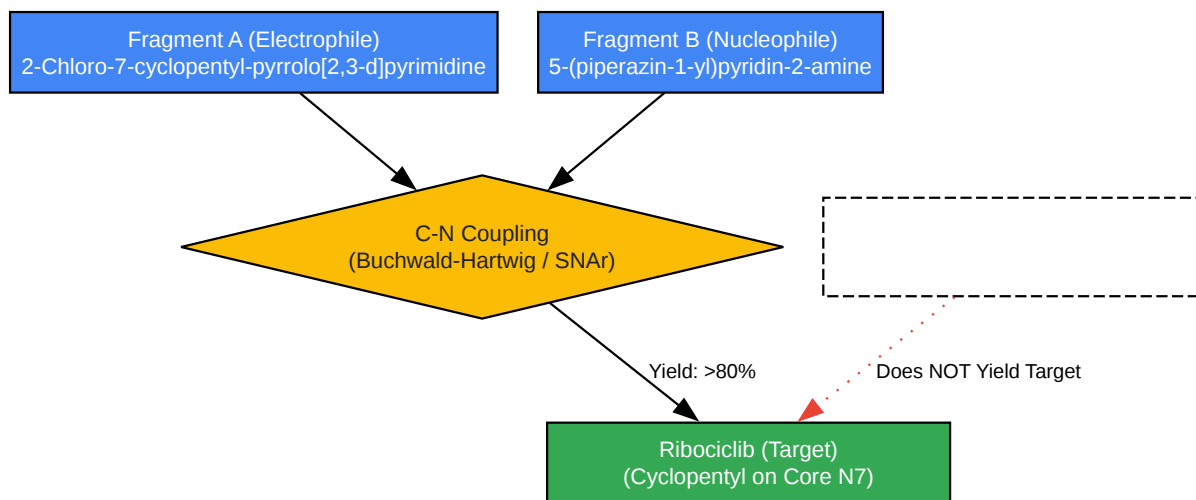 Fragment A (Electrophile)
2-Chloro-7-cyclopentyl-pyrrolo[2,3-d]pyrimidine
Fragment B (Nucleophile)
5-(piperazin-1-yl)pyridin-2-amine
C-N Coupling
(Buchwald-Hartwig / SNAr)
Yield: >80%
Does NOT Yield Target
Ribociclib (Target)
(Cyclopentyl on Core N7)